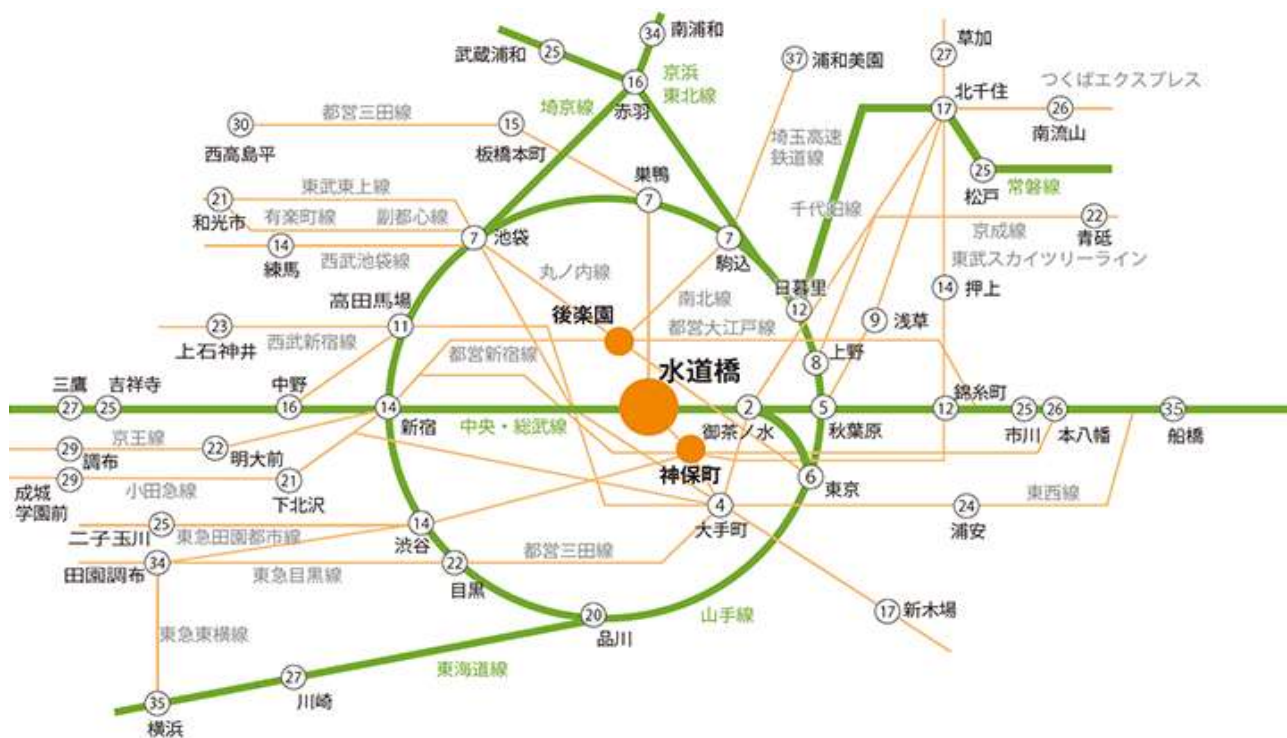 34
南浦和
武蔵浦和
25
京浜
東北線
16
赤羽
埼京線
37
浦和美園
草加
27
北千住
17
つくばエクスプレス
26
南流山
都営三田線
30
西高島平
15
板橋本町
埼玉高速
鉄道線
25
松戸
常磐線
巣鴨
7
東武東上線
21
和光市
有楽町線
副都心線
千代田線
22
京成線
青砥
7
池袋
14
練馬
西武池袋線
7
駒込
東武スカイツリーライン
丸ノ内線
日暮里
12
14
押上
高田馬場
南北線
後楽園
都営大江戸線
9
浅草
23
上石神井
11
西武新宿線
都営新宿線
8
上野
水道橋
三鷹
吉祥寺
中野
錦糸町
27
25
16
14
新宿
中央・総武線
2
御茶ノ水
5
秋葉原
12
25
市川
26
本八幡
35
船橋
京王線
29
調布
22
明大前
神保町
29
成城
学園前
小田急線
21
下北沢
6
東京
4
大手町
24
浦安
東西線
25
二子玉川
東急田園都市線
14
渋谷
34
田園調布
東急目黒線
22
目黒
都営三田線
17
新木場
20
品川
山手線
東急東横線
東海道線
27
川崎
35
横浜